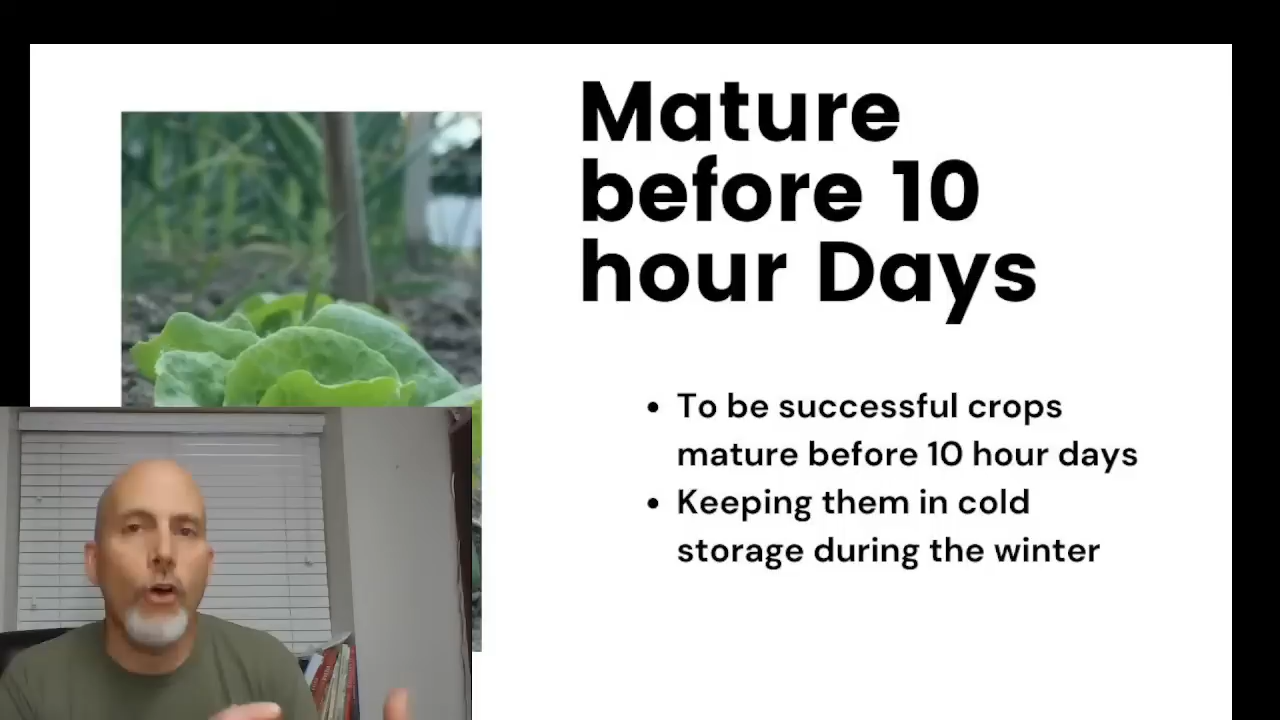 Mature
before 10
hour Days
• To be successful crops
mature before 10 hour days
• Keeping them in cold
storage during the winter